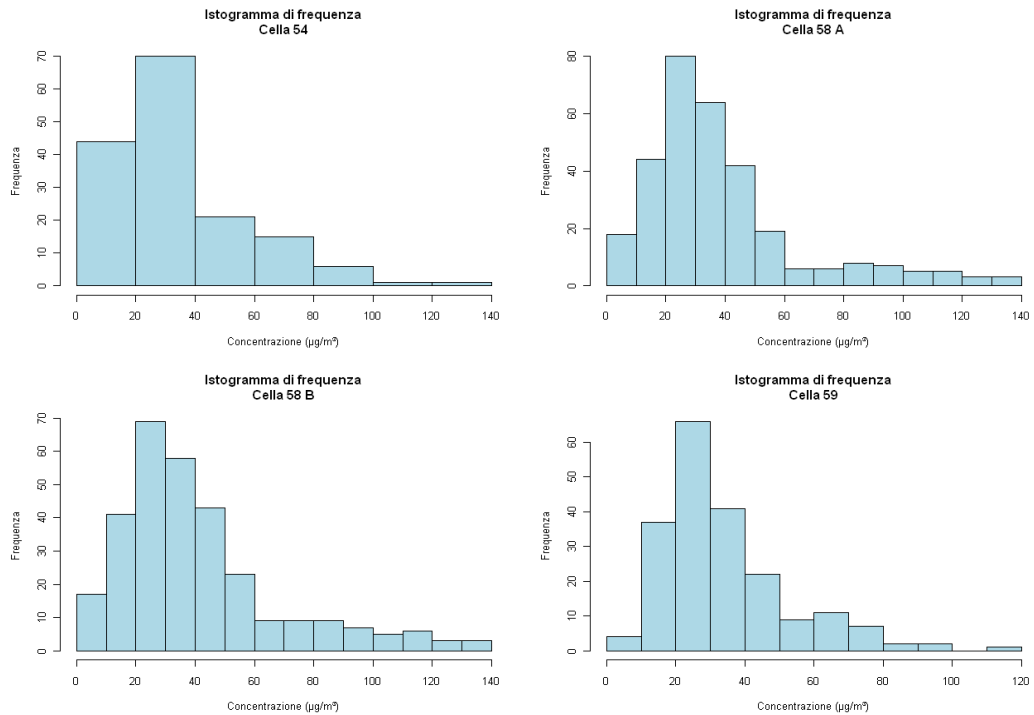 Istogramma di frequenza
Cella 54
Frequenza
0 10 20 30 40 50 60 70
0 20 40 60 80 100 120 140
Concentrazione (µg/m³)
Istogramma di frequenza
Cella 58 A
Frequenza
0 20 40 60 80
0 20 40 60 80 100 120 140
Concentrazione (µg/m³)
Istogramma di frequenza
Cella 58 B
Frequenza
0 10 20 30 40 50 60 70
0 20 40 60 80 100 120 140
Concentrazione (µg/m³)
Istogramma di frequenza
Cella 59
Frequenza
0 10 20 30 40 50 60
0 20 40 60 80 100 120
Concentrazione (µg/m³)